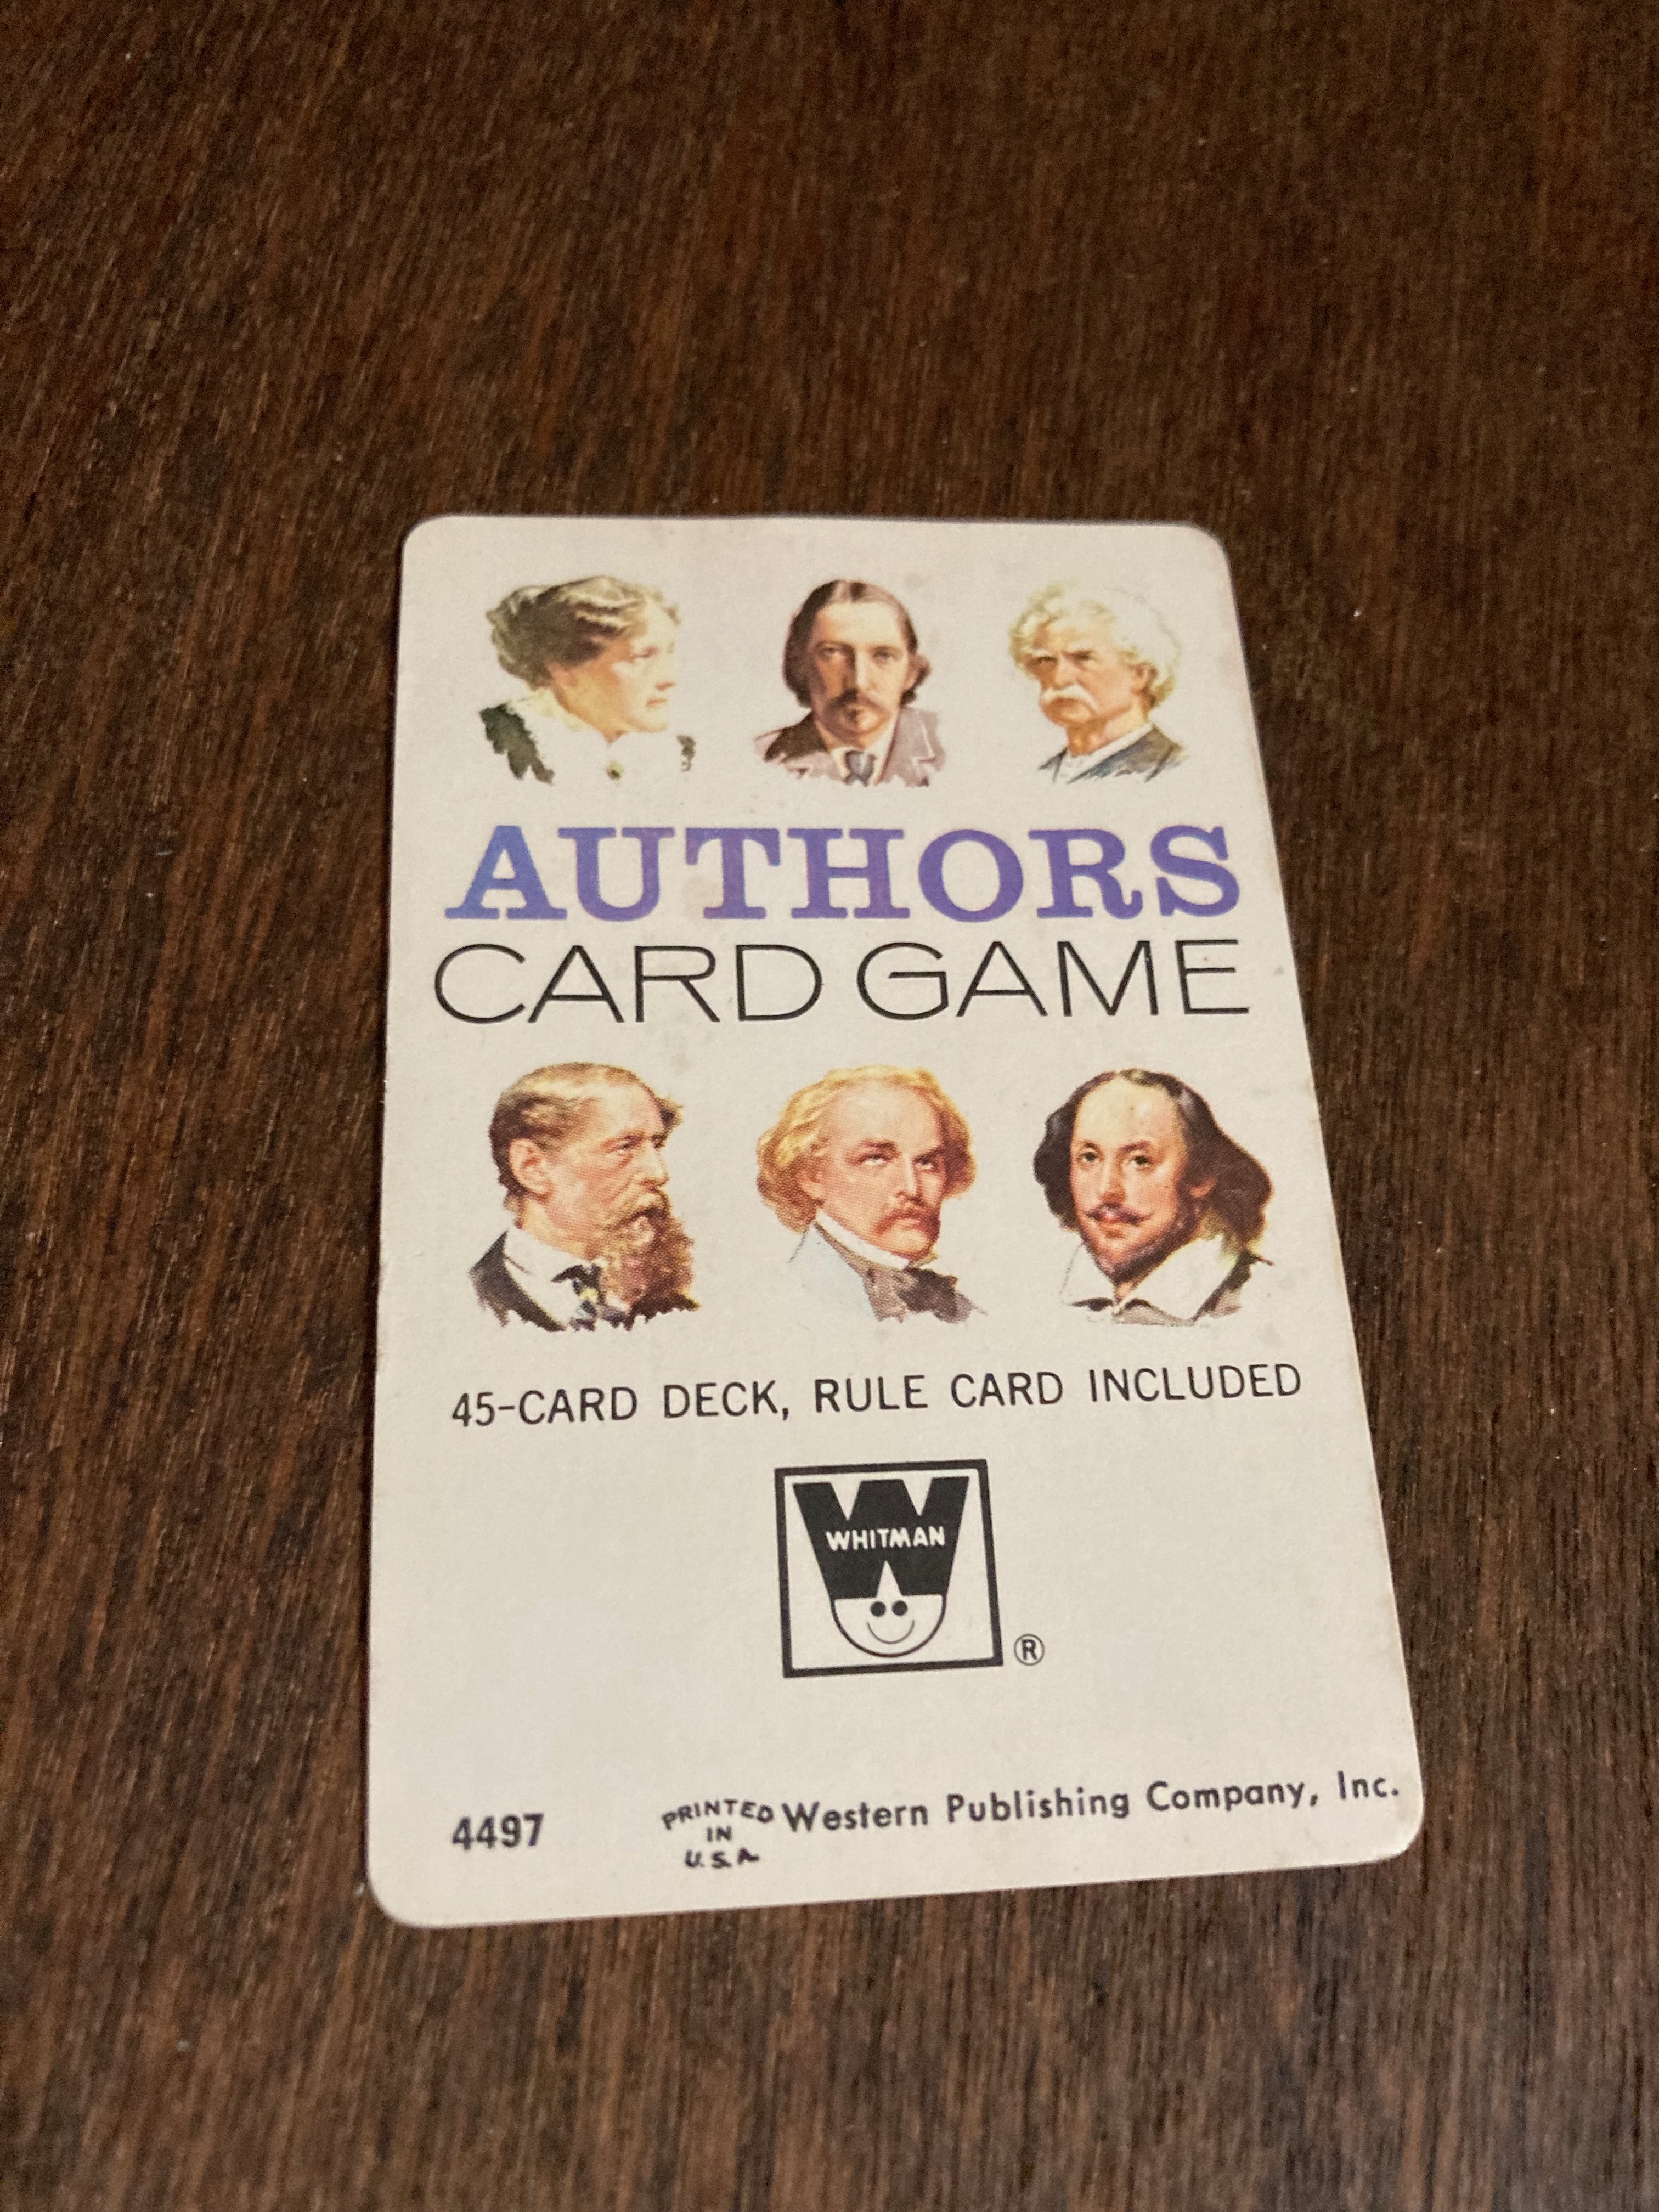 AUTHORS
CARD GAME
45-CARD DECK, RULE CARD INCLUDED
WHITMAN
®
4497
PRINTED
IN
U.S.A.
Western Publishing Company, Inc.